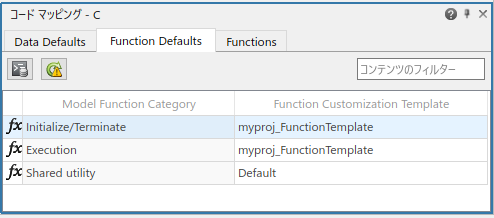 コード マッピング - C
Data Defaults
Function Defaults
Functions
コンテンツのフィルター
Model Function Category
Function Customization Template
fx Initialize/Terminate
myproj_FunctionTemplate
fx Execution
myproj_FunctionTemplate
fx Shared utility
Default